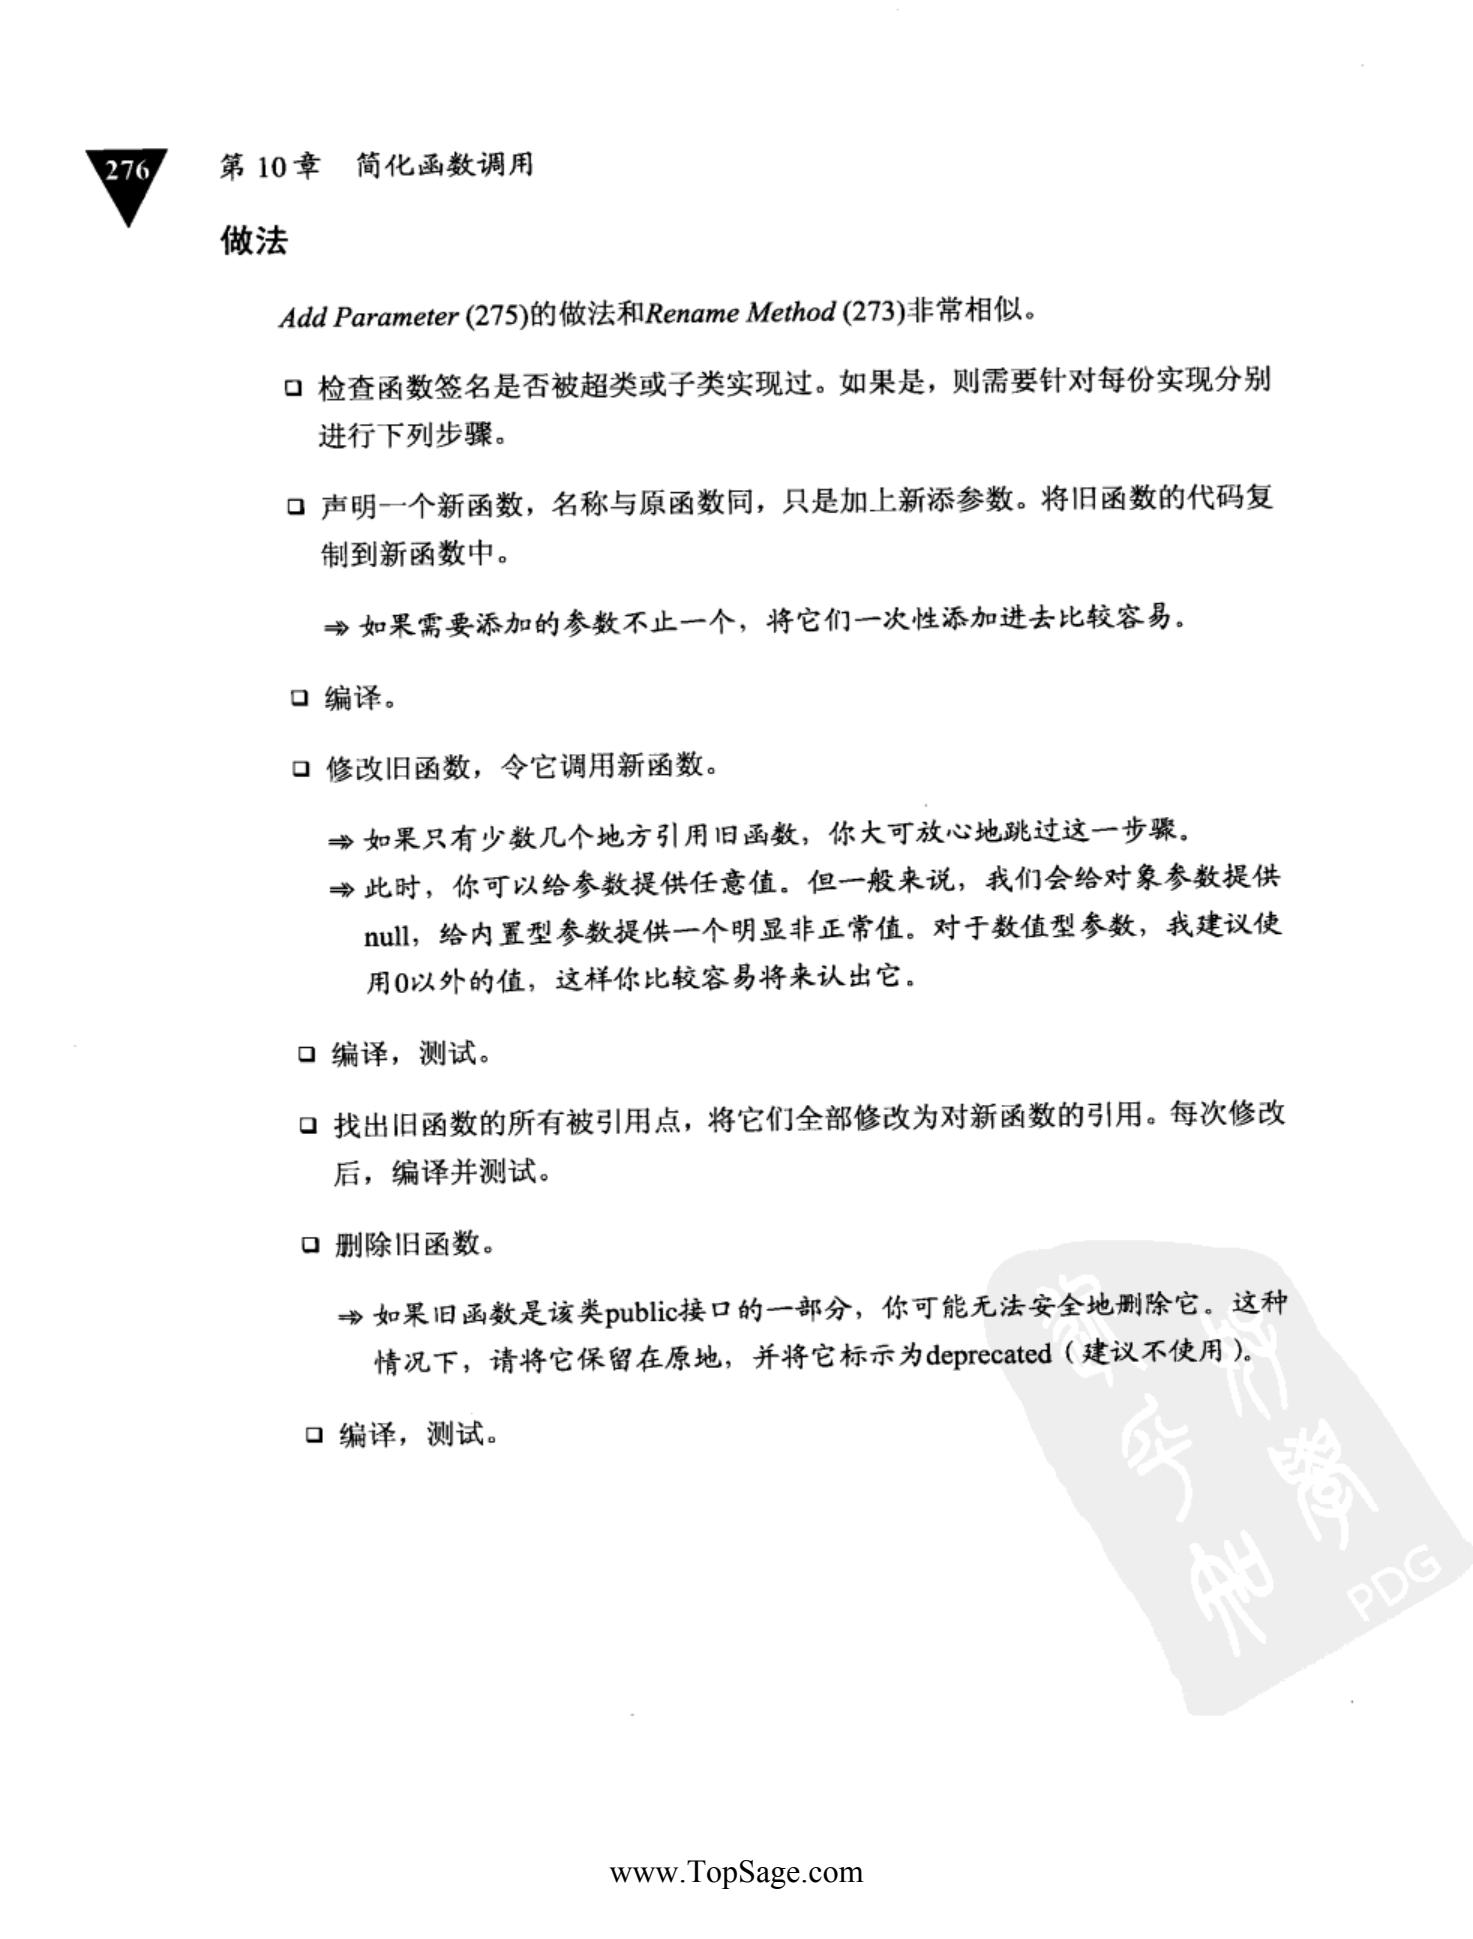 276
第 10 章 简化函数调用
做法
Add Parameter (275)的做法和Rename Method (273)非常相似。
❑ 检查函数签名是否被超类或子类实现过。如果是，则需要针对每份实现分别
进行下列步骤。
❑ 声明一个新函数，名称与原函数同，只是加上新添参数。将旧函数的代码复
制到新函数中。
⇒ 如果需要添加的参数不止一个，将它们一次性添加进去比较容易。
❑ 编译。
❑ 修改旧函数，令它调用新函数。
⇒ 如果只有少数几个地方引用旧函数，你大可放心地跳过这一步骤。
⇒ 此时，你可以给参数提供任意值。但一般来说，我们会给对象参数提供
null，给内置型参数提供一个明显非正常值。对于数值型参数，我建议使
用0以外的值，这样你比较容易将来认出它。
❑ 编译，测试。
❑ 找出旧函数的所有被引用点，将它们全部修改为对新函数的引用。每次修改
后，编译并测试。
❑ 删除旧函数。
⇒ 如果旧函数是该类public接口的一部分，你可能无法安全地删除它。这种
情况下，请将它保留在原地，并将它标示为deprecated（建议不使用）。
❑ 编译，测试。
PDG
www.TopSage.com